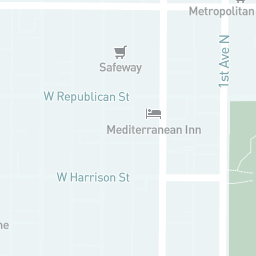 Metropolitan
1st Ave N
Safeway
W Republican St
Mediterranean Inn
W Harrison St